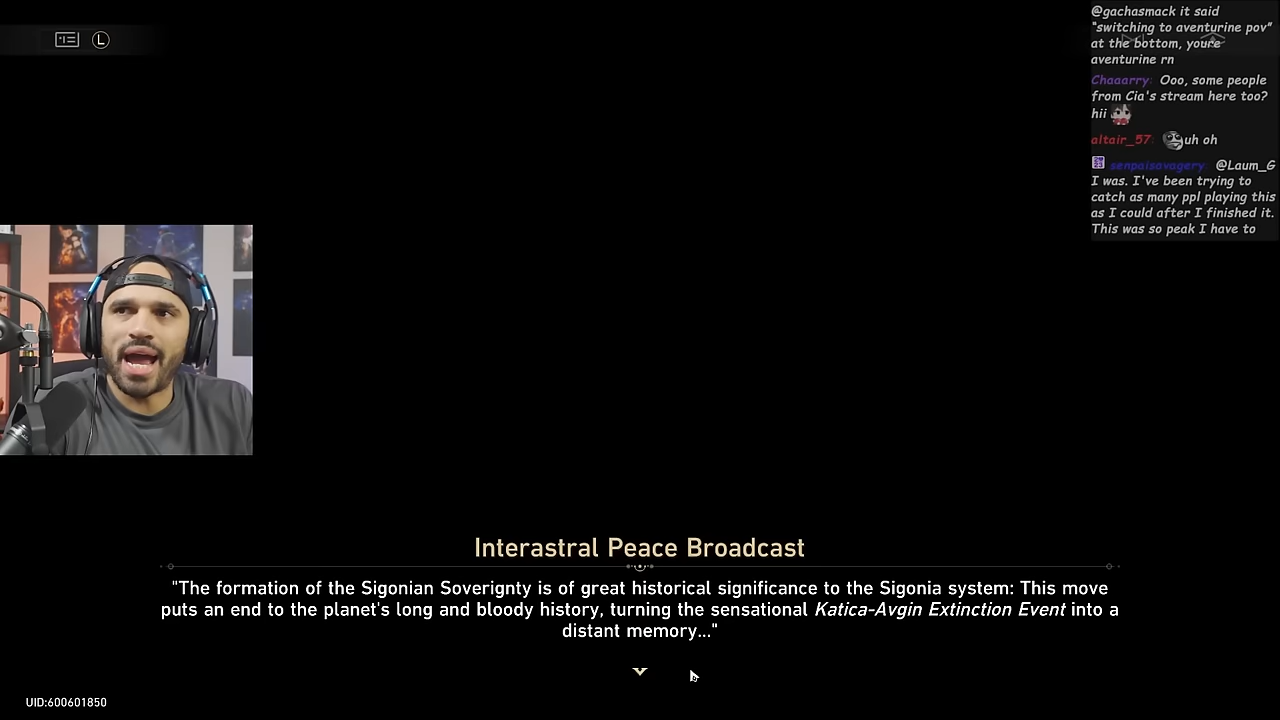 @gachasmack it said
"switching to aventurine pov"
at the bottom, youre
aventurine rn
Chaaarry: Ooo, some people
from Cia's stream here too?
hii
altair_57: uh oh
senpaisavagery: @Laum_G
I was. I've been trying to
catch as many ppl playing this
as I could after I finished it.
This was so peak I have to
L
Interastral Peace Broadcast
"The formation of the Sigonian Soverignty is of great historical significance to the Sigonia system: This move
puts an end to the planet's long and bloody history, turning the sensational Katica-Avgin Extinction Event into a
distant memory..."
UID:600601850